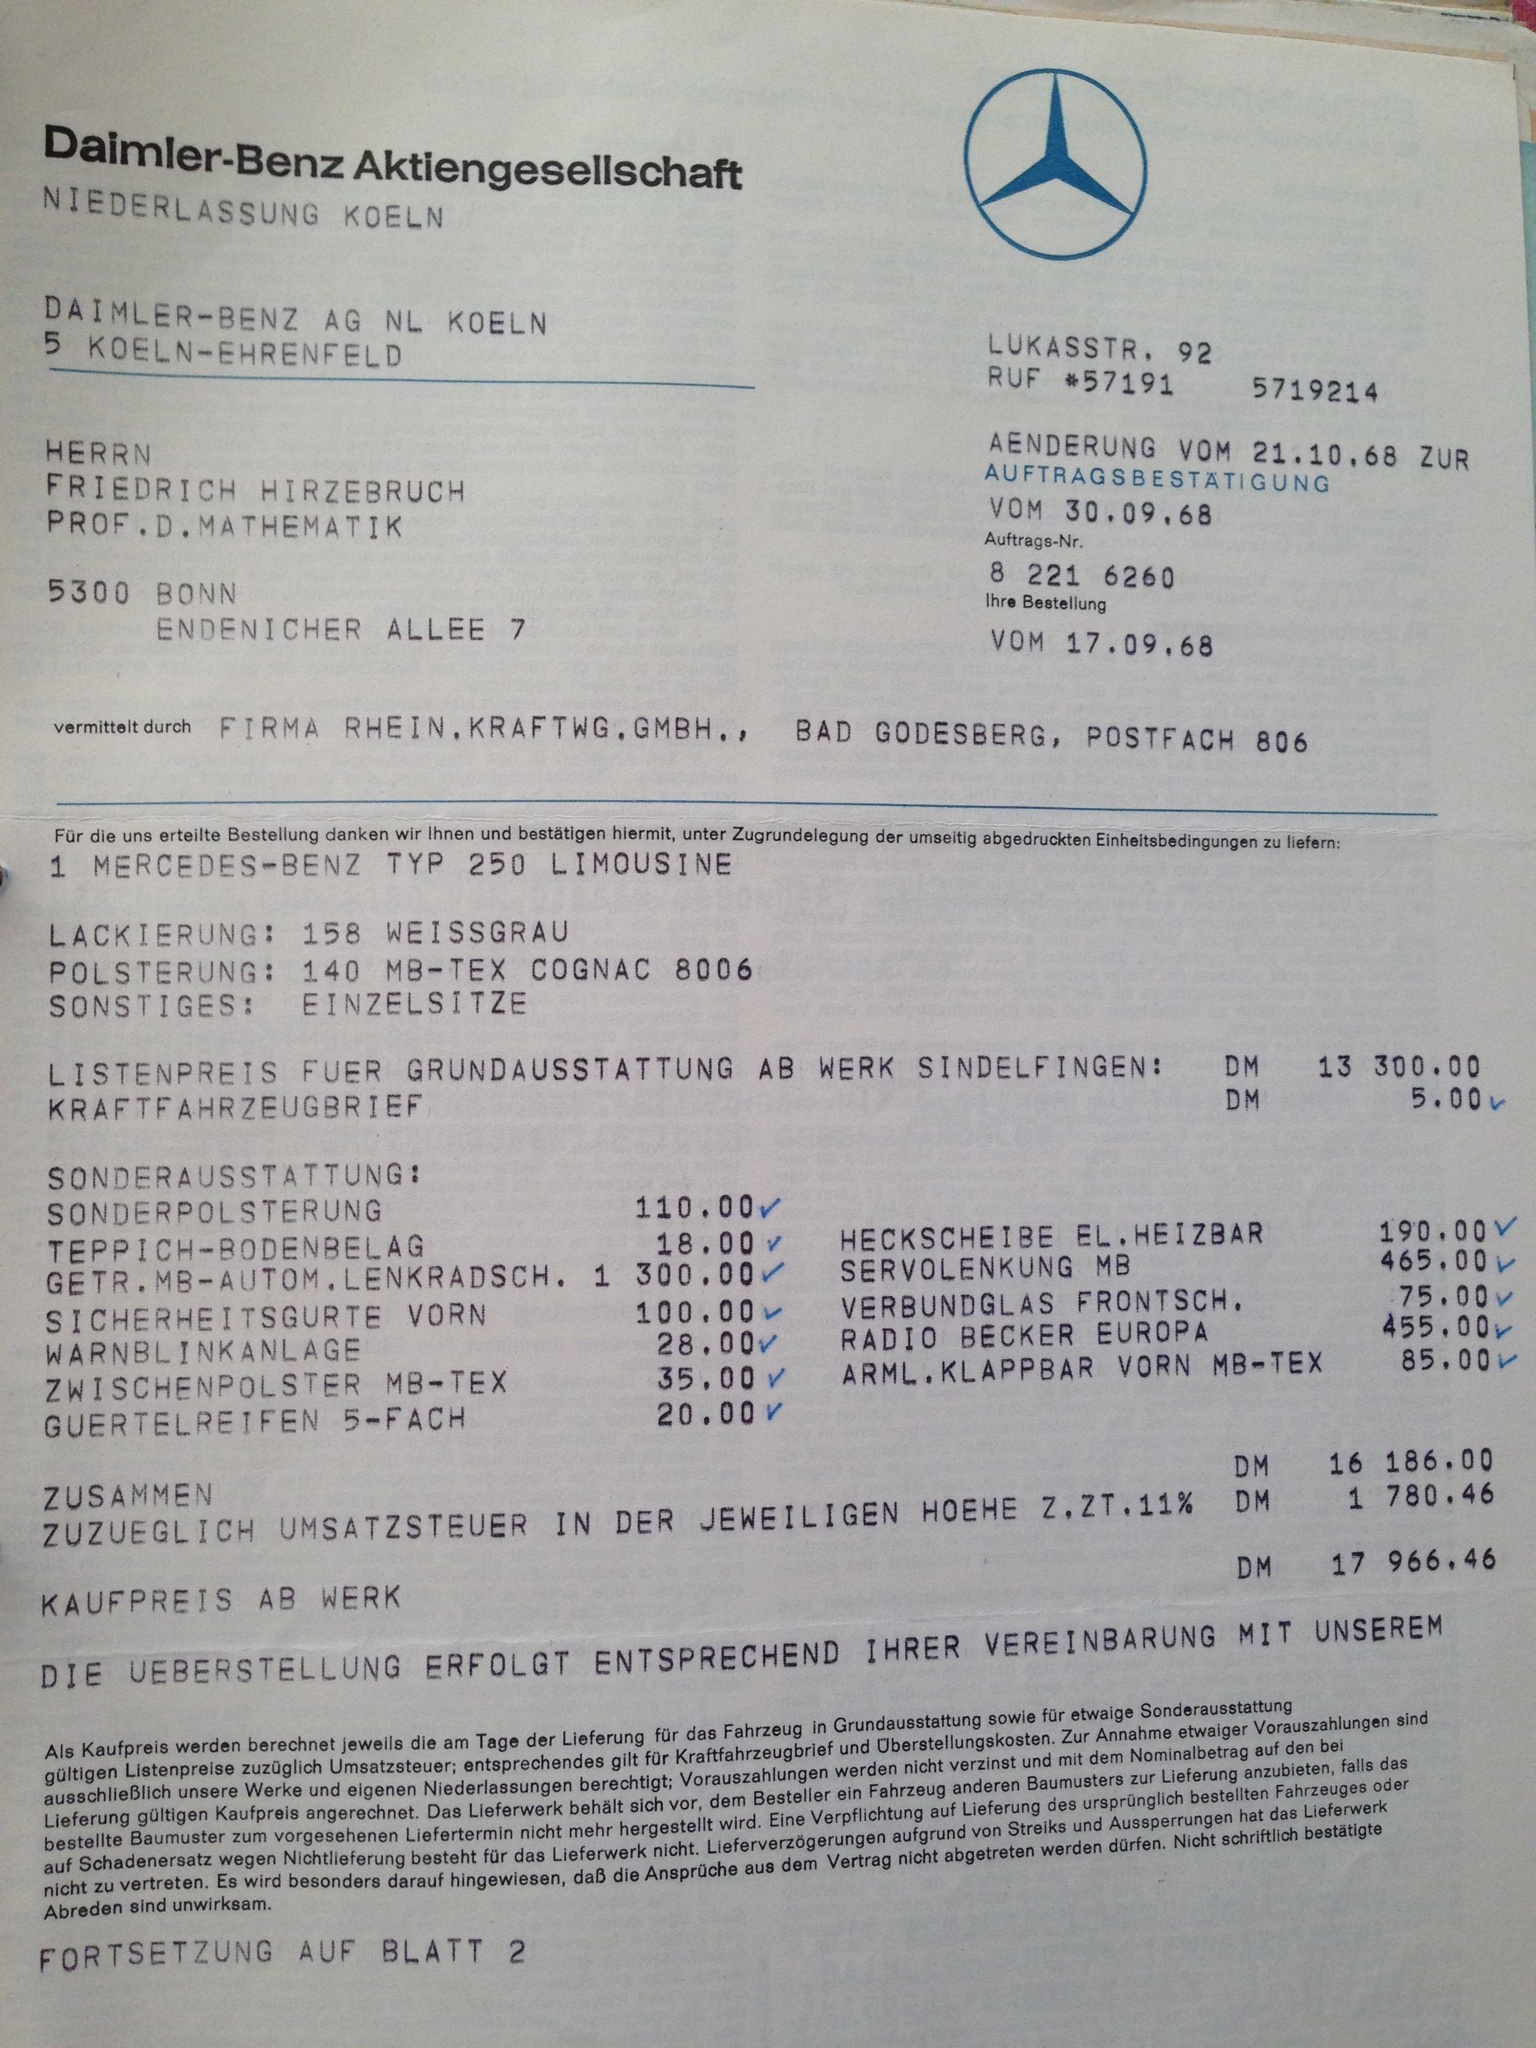 Daimler-Benz Aktiengesellschaft
NIEDERLASSUNG KOELN
DAIMLER-BENZ AG NL KOELN
5 KOELN-EHRENFELD
LUKASSTR. 92
RUF *57191 5719214
HERRN
FRIEDRICH HIRZEBRUCH
PROF.D.MATHEMATIK
5300 BONN
ENDENICHER ALLEE 7
AENDERUNG VOM 21.10.68 ZUR
AUFTRAGSBESTÄTIGUNG
VOM 30.09.68
Auftrags-Nr.
8 221 6260
Ihre Bestellung
VOM 17.09.68
vermittelt durch FIRMA RHEIN.KRAFTWG.GMBH., BAD GODESBERG, POSTFACH 806
Für die uns erteilte Bestellung danken wir Ihnen und bestätigen hiermit, unter Zugrundelegung der umseitig abgedruckten Einheitsbedingungen zu liefern:
1 MERCEDES-BENZ TYP 250 LIMOUSINE
LACKIERUNG: 158 WEISSGRAU
POLSTERUNG: 140 MB-TEX COGNAC 8006
SONSTIGES: EINZELSITZE
LISTENPREIS FUER GRUNDAUSSTATTUNG AB WERK SINDELFINGEN: DM 13 300.00
KRAFTFAHRZEUGBRIEF DM 5.00 ✓
SONDERAUSSTATTUNG:
SONDERPOLSTERUNG 110.00 ✓
TEPPICH-BODENBELAG 18.00 ✓ HECKSCHEIBE EL.HEIZBAR 190.00 ✓
GETR.MB-AUTOM.LENKRADSCH. 1 300.00 ✓ SERVOLENKUNG MB 465.00 ✓
SICHERHEITSGURTE VORN 100.00 ✓ VERBUNDGLAS FRONTSCH. 75.00 ✓
WARNBLINKANLAGE 28.00 ✓ RADIO BECKER EUROPA 455.00 ✓
ZWISCHENPOLSTER MB-TEX 35.00 ✓ ARML.KLAPPBAR VORN MB-TEX 85.00 ✓
GUERTELREIFEN 5-FACH 20.00 ✓
ZUSAMMEN DM 16 186.00
ZUZUEGLICH UMSATZSTEUER IN DER JEWEILIGEN HOEHE Z.ZT.11% DM 1 780.46
KAUFPREIS AB WERK DM 17 966.46
DIE UEBERSTELLUNG ERFOLGT ENTSPRECHEND IHRER VEREINBARUNG MIT UNSEREM
Als Kaufpreis werden berechnet jeweils die am Tage der Lieferung für das Fahrzeug in Grundausstattung sowie für etwaige Sonderausstattung
gültigen Listenpreise zuzüglich Umsatzsteuer; entsprechendes gilt für Kraftfahrzeugbrief und Überstellungskosten. Zur Annahme etwaiger Vorauszahlungen sind
ausschließlich unsere Werke und eigenen Niederlassungen berechtigt; Vorauszahlungen werden nicht verzinst und mit dem Nominalbetrag auf den bei
Lieferung gültigen Kaufpreis angerechnet. Das Lieferwerk behält sich vor, dem Besteller ein Fahrzeug anderen Baumusters zur Lieferung anzubieten, falls das
bestellte Baumuster zum vorgesehenen Liefertermin nicht mehr hergestellt wird. Eine Verpflichtung auf Lieferung des ursprünglich bestellten Fahrzeuges oder
auf Schadenersatz wegen Nichtlieferung besteht für das Lieferwerk nicht. Lieferverzögerungen aufgrund von Streiks und Aussperrungen hat das Lieferwerk
nicht zu vertreten. Es wird besonders darauf hingewiesen, daß die Ansprüche aus dem Vertrag nicht abgetreten werden dürfen. Nicht schriftlich bestätigte
Abreden sind unwirksam.
FORTSETZUNG AUF BLATT 2